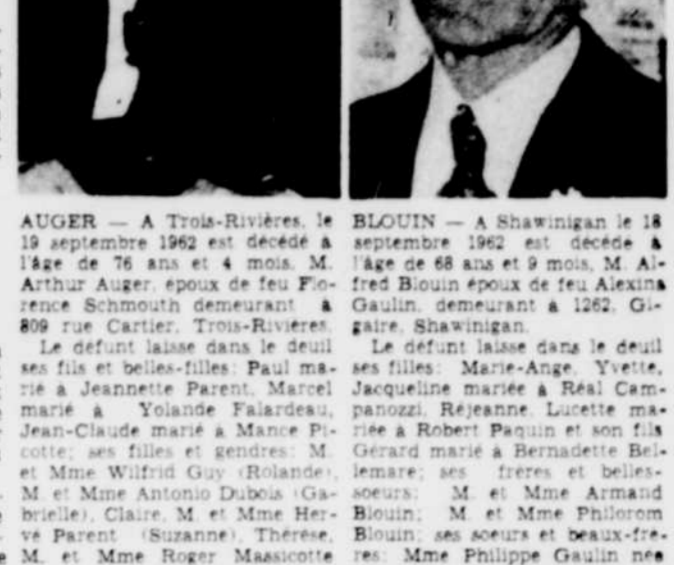 AUGER — A Trois-Rivières, le
19 septembre 1962 est décédé à
l'âge de 76 ans et 4 mois. M.
Arthur Auger, époux de feu Flo-
rence Schmouth demeurant à
809 rue Cartier, Trois-Rivières.
Le défunt laisse dans le deuil
ses fils et belles-filles: Paul ma-
rié à Jeannette Parent, Marcel
marié à Yolande Falardeau,
Jean-Claude marié à Mance Pi-
cotte; ses filles et gendres: M.
et Mme Wilfrid Guy (Rolande),
M. et Mme Antonio Dubois (Ga-
brielle), Claire, M. et Mme Her-
vé Parent (Suzanne), Thérèse,
M. et Mme Roger Massicotte
BLOUIN — A Shawinigan le 18
septembre 1962 est décédé à
l'âge de 68 ans et 9 mois, M. Al-
fred Blouin époux de feu Alexina
Gaulin, demeurant à 1262, Gi-
gaire, Shawinigan.
Le défunt laisse dans le deuil
ses filles: Marie-Ange, Yvette,
Jacqueline mariée à Réal Cam-
panozzi, Réjeanne, Lucette ma-
riée à Robert Paquin et son fils
Gérard marié à Bernadette Bel-
lemare; ses frères et belles-
soeurs: M. et Mme Armand
Blouin; M. et Mme Philorom
Blouin; ses soeurs et beaux-frè-
res: Mme Philippe Gaulin nee